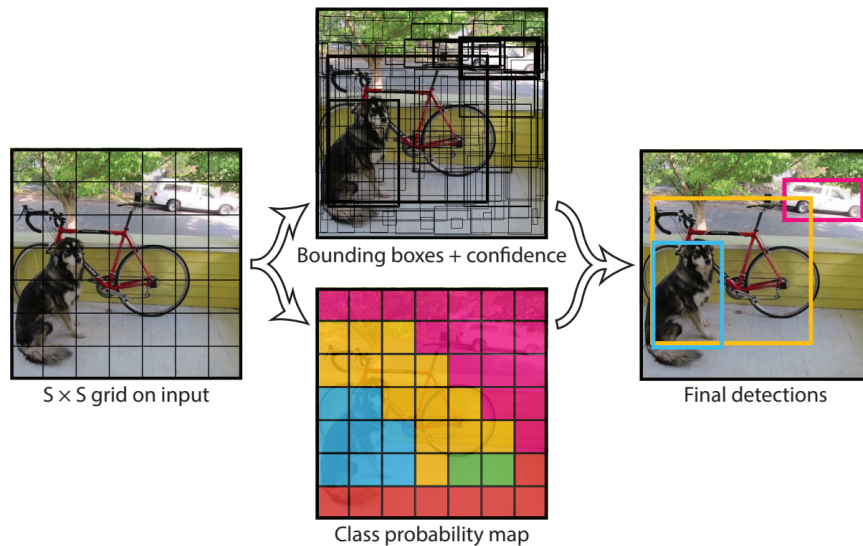 Bounding boxes + confidence
S × S grid on input
Final detections
Class probability map